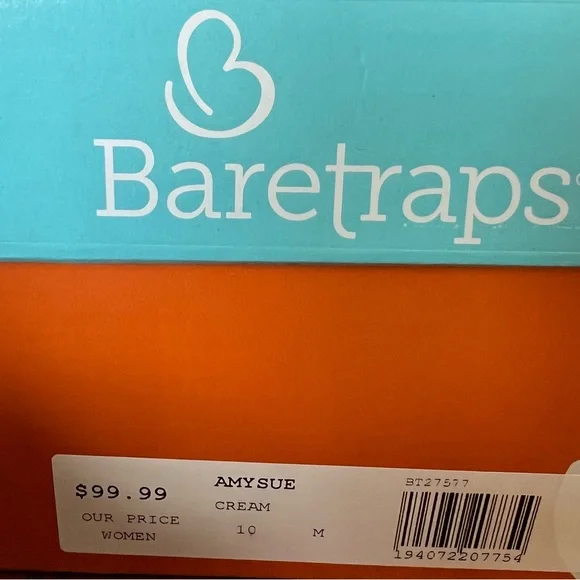 Baretraps®
$99.99
OUR PRICE
WOMEN
AMYSUE
CREAM
10 M
BT27577
194072207754